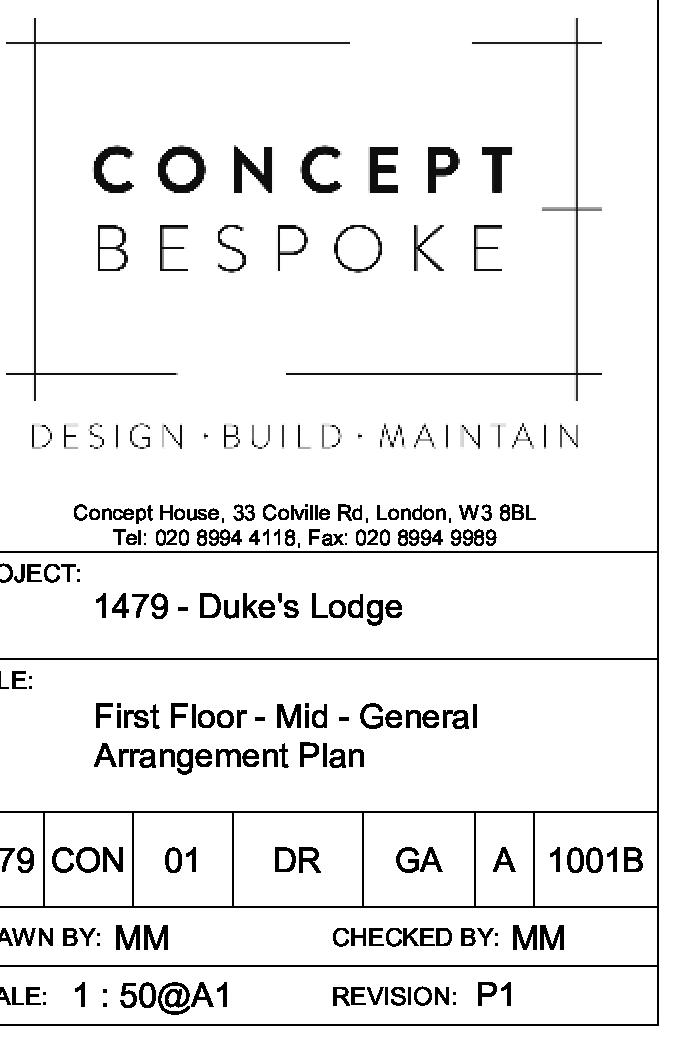 CONCEPT
BESPOKE
DESIGN · BUILD · MAINTAIN
Concept House, 33 Colville Rd, London, W3 8BL
Tel: 020 8994 4118, Fax: 020 8994 9989
OJECT:
1479 - Duke's Lodge
LE:
First Floor - Mid - General
Arrangement Plan
79 CON 01 DR GA A 1001B
AWN BY: MM CHECKED BY: MM
ALE: 1 : 50@A1 REVISION: P1